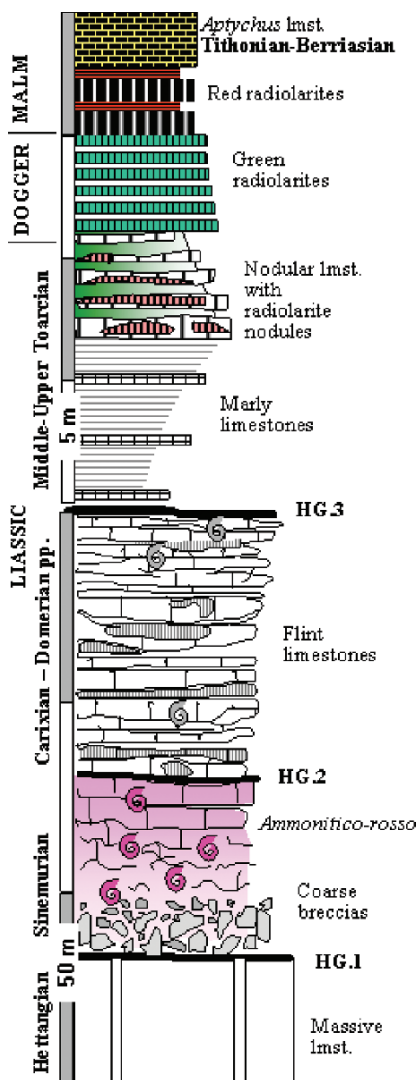 Aptychus lmst.
Tithonian-Berriasian
MALM
Red radiolarites
DOGGER
Green
radiolarites
Nodular lmst.
with
radiolarite
nodules
Middle-Upper Toarcian
5 m
Marly
limestones
HG.3
LIASSIC
Carixian – Domerian pp.
Flint
limestones
HG.2
Ammonitico-rosso
Sinemurian
Coarse
breccias
HG.1
50 m
Hettangian
Massive
lmst.